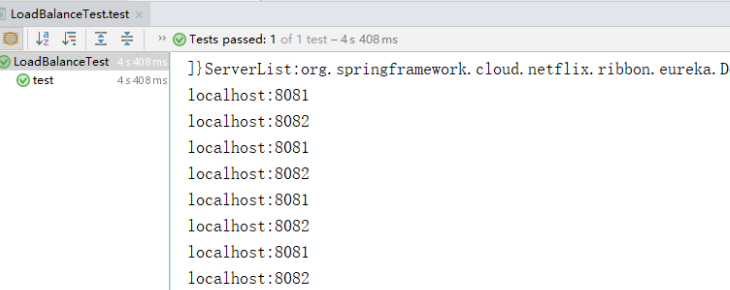 LoadBalanceTest.test
Tests passed: 1 of 1 test – 4 s 408 ms
LoadBalanceTest 4 s 408 ms
test 4 s 408 ms
]}ServerList:org.springframework.cloud.netflix.ribbon.eureka.D
localhost:8081
localhost:8082
localhost:8081
localhost:8082
localhost:8081
localhost:8082
localhost:8081
localhost:8082